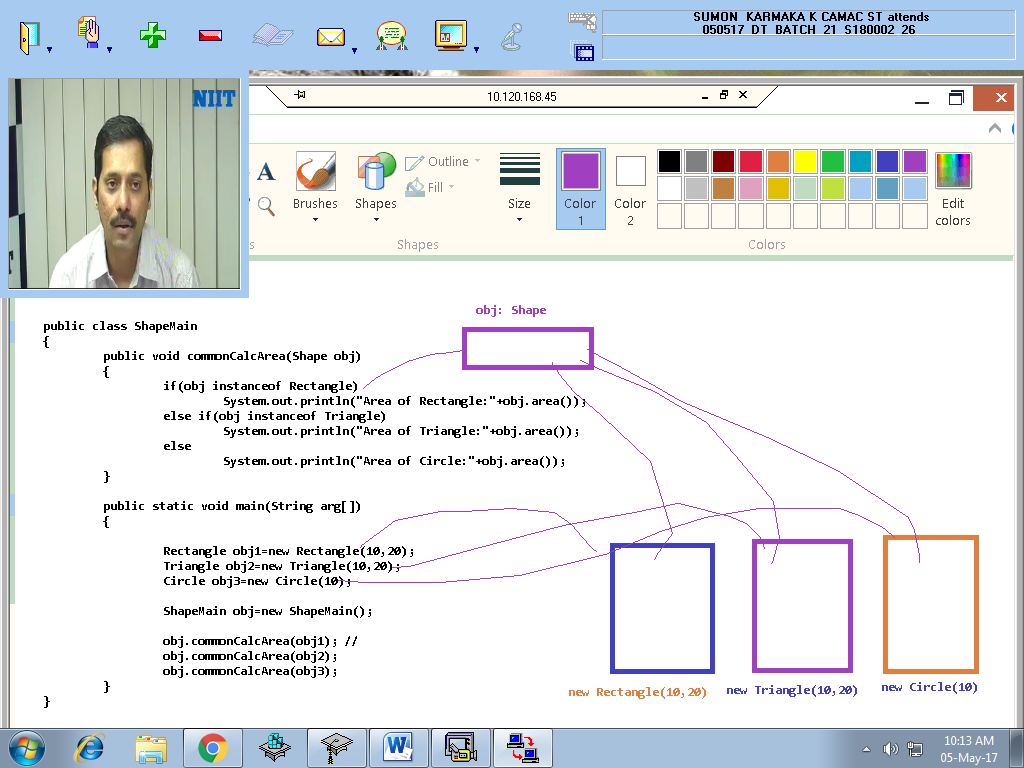 SUMON KARMAKA K CAMAC ST attends
050517 DT BATCH 21 S180002 26
NIIT
10.120.168.45
A
Outline
Fill
Brushes
Shapes
Size
Color
1
Color
2
Edit
colors
Shapes
Colors
obj: Shape
public class ShapeMain
{
public void commonCalcArea(Shape obj)
{
if(obj instanceof Rectangle)
System.out.println("Area of Rectangle:"+obj.area());
else if(obj instanceof Triangle)
System.out.println("Area of Triangle:"+obj.area());
else
System.out.println("Area of Circle:"+obj.area());
}
public static void main(String arg[])
{
Rectangle obj1=new Rectangle(10,20);
Triangle obj2=new Triangle(10,20);
Circle obj3=new Circle(10);
ShapeMain obj=new ShapeMain();
obj.commonCalcArea(obj1); //
obj.commonCalcArea(obj2);
obj.commonCalcArea(obj3);
}
}
new Rectangle(10,20)
new Triangle(10,20)
new Circle(10)
10:13 AM
05-May-17